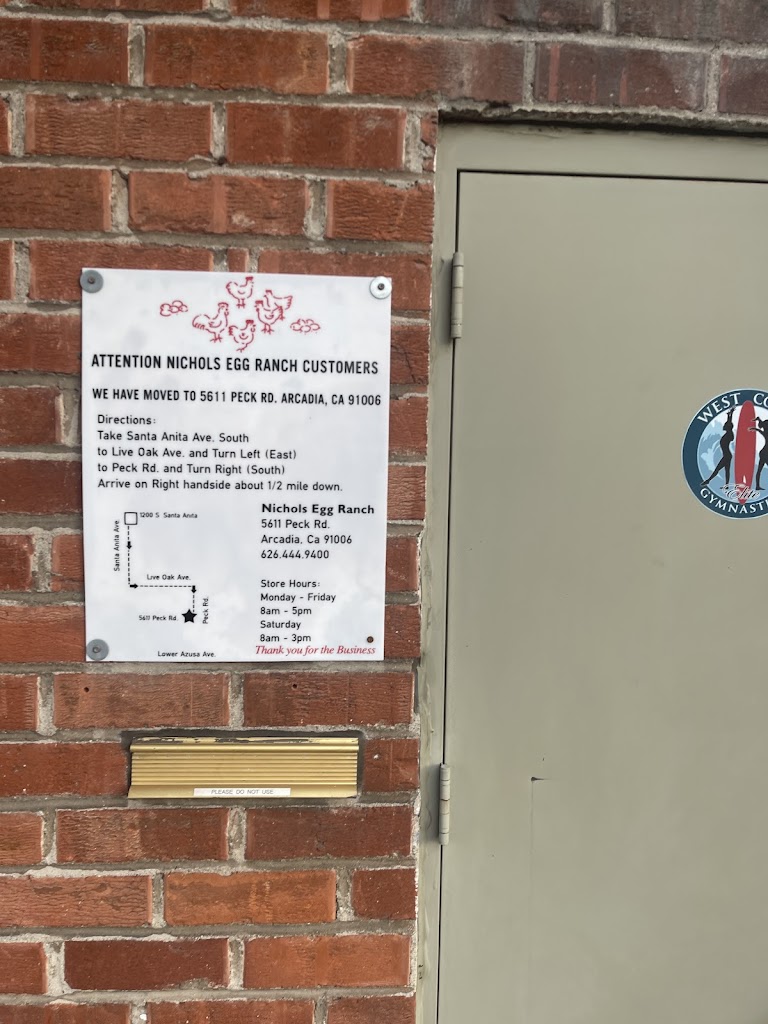 ATTENTION NICHOLS EGG RANCH CUSTOMERS
WE HAVE MOVED TO 5611 PECK RD. ARCADIA, CA 91006
Directions:
Take Santa Anita Ave. South
to Live Oak Ave. and Turn Left (East)
to Peck Rd. and Turn Right (South)
Arrive on Right handside about 1/2 mile down.
1200 S Santa Anita
Santa Anita Ave.
Live Oak Ave.
5611 Peck Rd.
Peck Rd.
Lower Azusa Ave.
Nichols Egg Ranch
5611 Peck Rd.
Arcadia, Ca 91006
626.444.9400
Store Hours:
Monday - Friday
8am - 5pm
Saturday
8am - 3pm
Thank you for the Business
PLEASE DO NOT USE
WEST
Elite